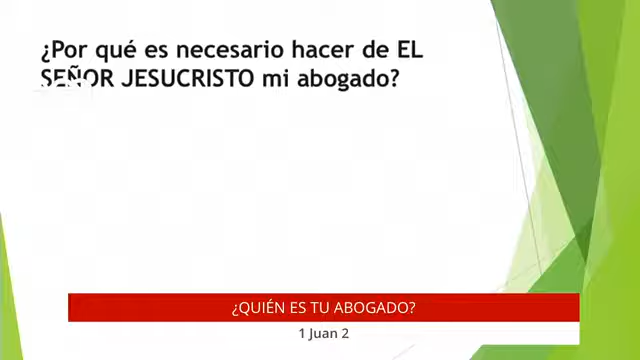 ¿Por qué es necesario hacer de EL
SEÑOR JESUCRISTO mi abogado?
¿QUIÉN ES TU ABOGADO?
1 Juan 2